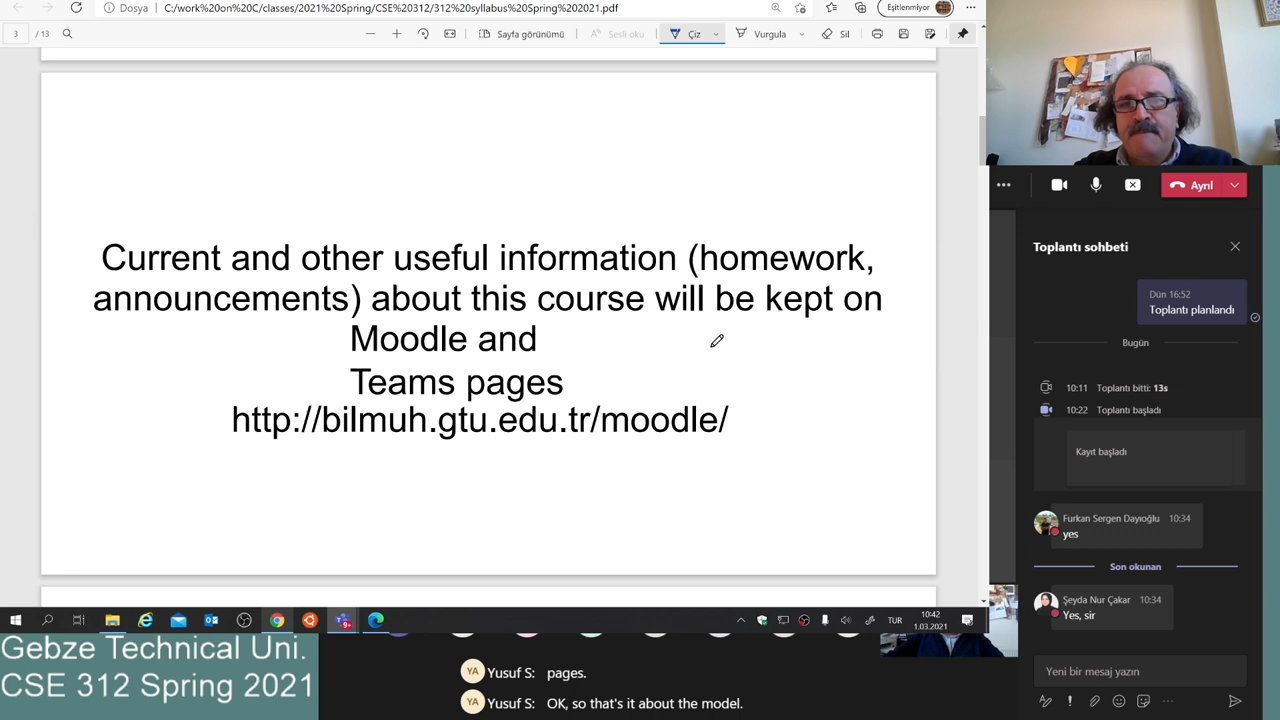 Dosya
C:/work%20on%20C/classes/2021%20Spring/CSE%20312/312%20syllabus%20Spring%202021.pdf
Eşitlenmiyor
3 / 13
Sayfa görünümü
Sesli oku
Çiz
Vurgula
Sil
Current and other useful information (homework,
announcements) about this course will be kept on
Moodle and
Teams pages
http://bilmuh.gtu.edu.tr/moodle/
Ayrıl
Toplantı sohbeti
Dün 16:52
Toplantı planlandı
Bugün
10:11 Toplantı bitti: 13s
10:22 Toplantı başladı
Kayıt başladı
Furkan Sergen Dayıoğlu 10:34
yes
Son okunan
Şeyda Nur Çakar 10:34
Yes, sir
Yeni bir mesaj yazın
9+
TUR
10:42
1.03.2021
Gebze Technical Uni.
CSE 312 Spring 2021
YA Yusuf S: pages.
YA Yusuf S: OK, so that's it about the model.